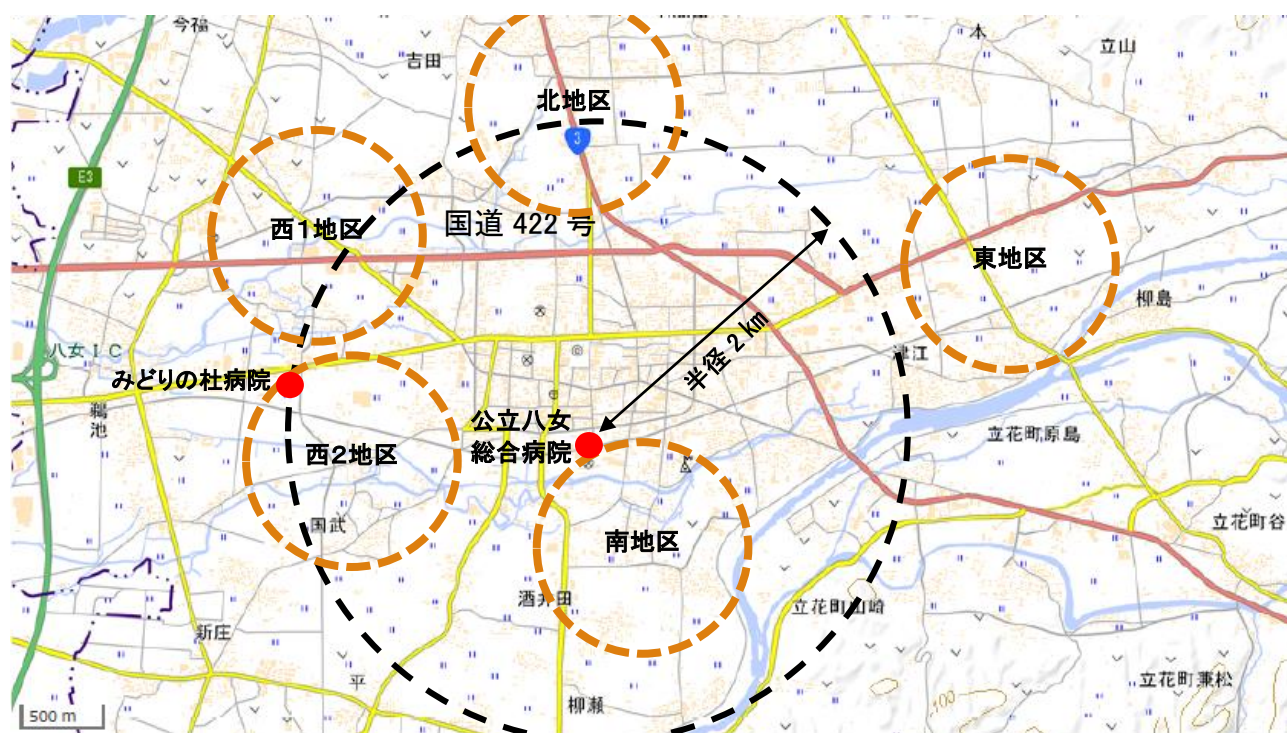 今福
吉田
本
立山
北地区
3
E3
西1地区
国道 422 号
東地区
柳島
半径 2 km
津江
八女IC
みどりの杜病院
鵜池
公立八女
総合病院
西2地区
立花町原島
国武
立花町谷
南地区
酒井田
立花町山崎
新庄
平
立花町兼松
柳瀬
100
500 m